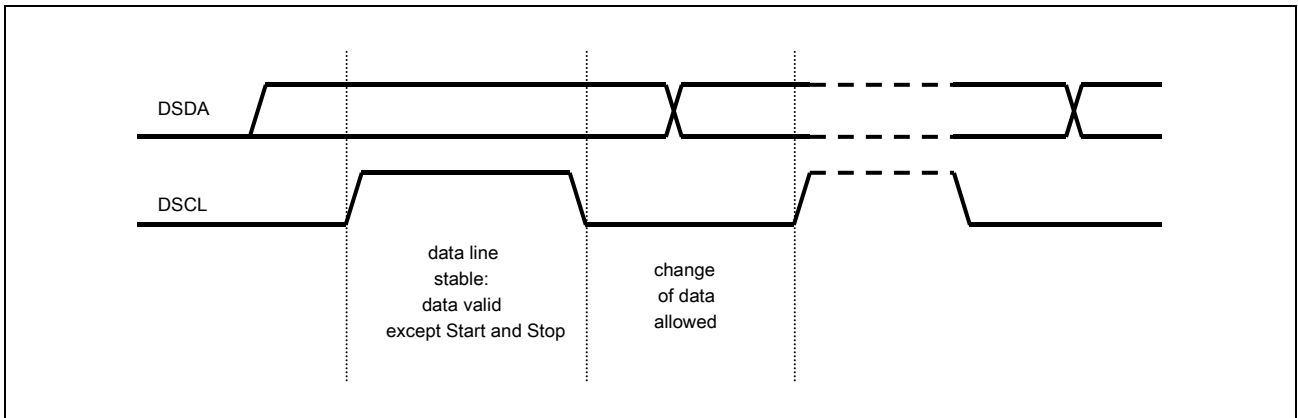 DSDA
DSCL
data line
stable:
data valid
except Start and Stop
change
of data
allowed